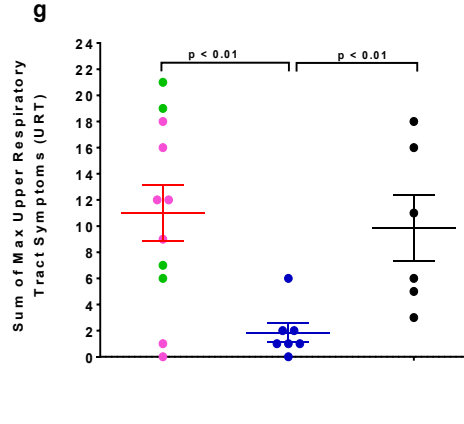 g
p < 0.01
p < 0.01
Sum of Max Upper Respiratory
Tract Symptoms (URT)
24
22
20
18
16
14
12
10
8
6
4
2
0